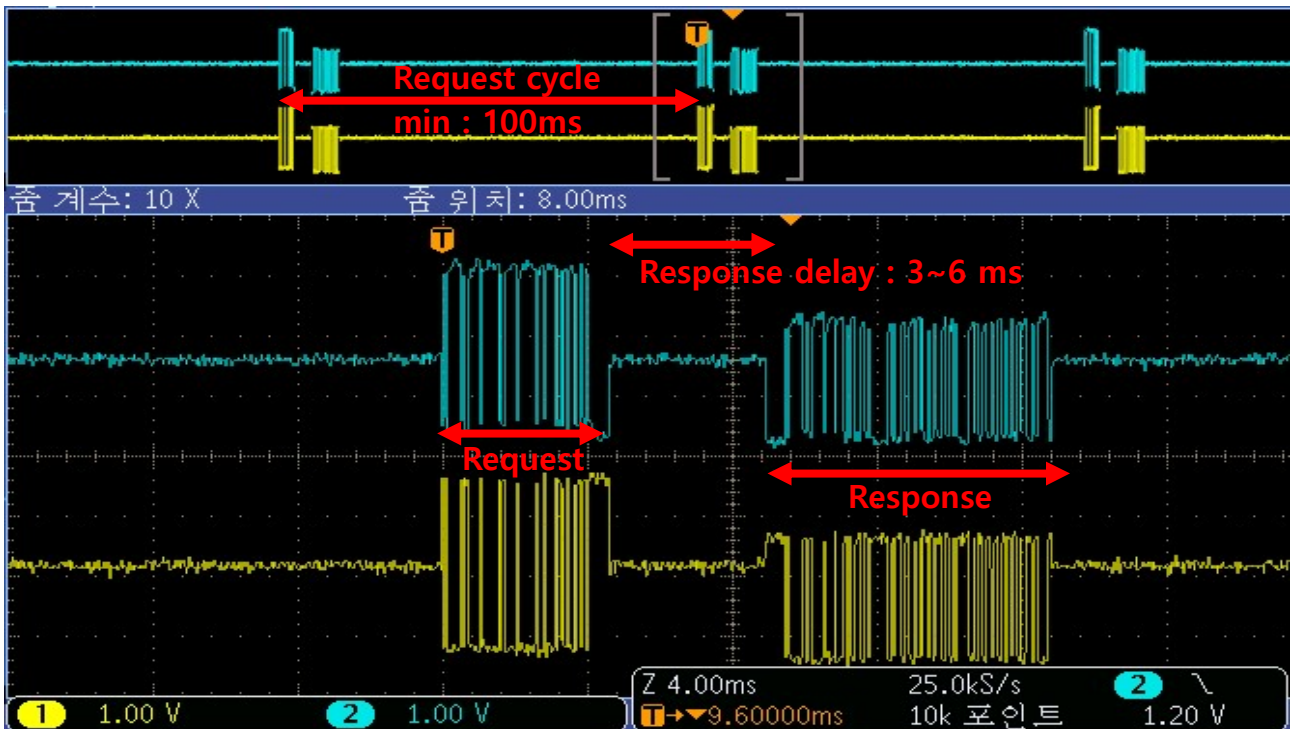 T
Request cycle
min : 100ms
줌 계수: 10 X 줌 위치: 8.00ms
T
Response delay : 3~6 ms
Request
Response
Z 4.00ms 25.0kS/s 2
1 1.00 V 2 1.00 V T→▼9.60000ms 10k 포인트 1.20 V